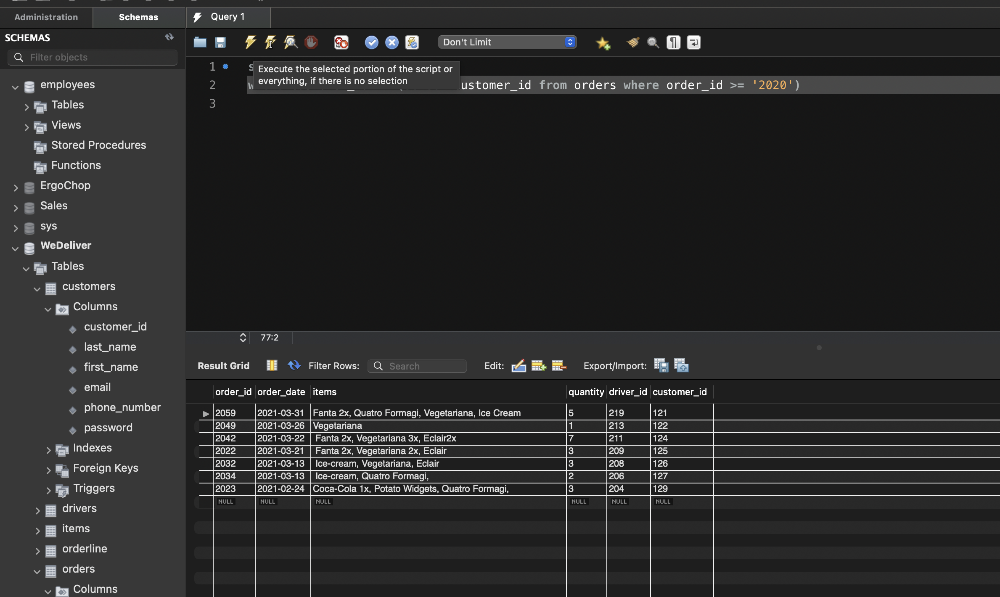 Administration
Schemas
Query 1
SCHEMAS
Filter objects
Don't Limit
Execute the selected portion of the script or
everything, if there is no selection
1
2 ustomer_id from orders where order_id >= '2020')
3
employees
Tables
Views
Stored Procedures
Functions
ErgoChop
Sales
sys
WeDeliver
Tables
customers
Columns
customer_id
last_name
first_name
email
phone_number
password
Indexes
Foreign Keys
Triggers
drivers
items
orderline
orders
Columns
77:2
Result Grid Filter Rows: Search Edit: Export/Import:
order_id order_date items quantity driver_id customer_id
2059 2021-03-31 Fanta 2x, Quatro Formagi, Vegetariana, Ice Cream 5 219 121
2049 2021-03-26 Vegetariana 1 213 122
2042 2021-03-22 Fanta 2x, Vegetariana 3x, Eclair2x 7 211 124
2022 2021-03-21 Fanta 2x, Vegetariana 2x, Eclair 3 209 125
2032 2021-03-13 Ice-cream, Vegetariana, Eclair 3 208 126
2034 2021-03-13 Ice-cream, Quatro Formagi, 2 206 127
2023 2021-02-24 Coca-Cola 1x, Potato Widgets, Quatro Formagi, 3 204 129
NULL NULL NULL NULL NULL NULL